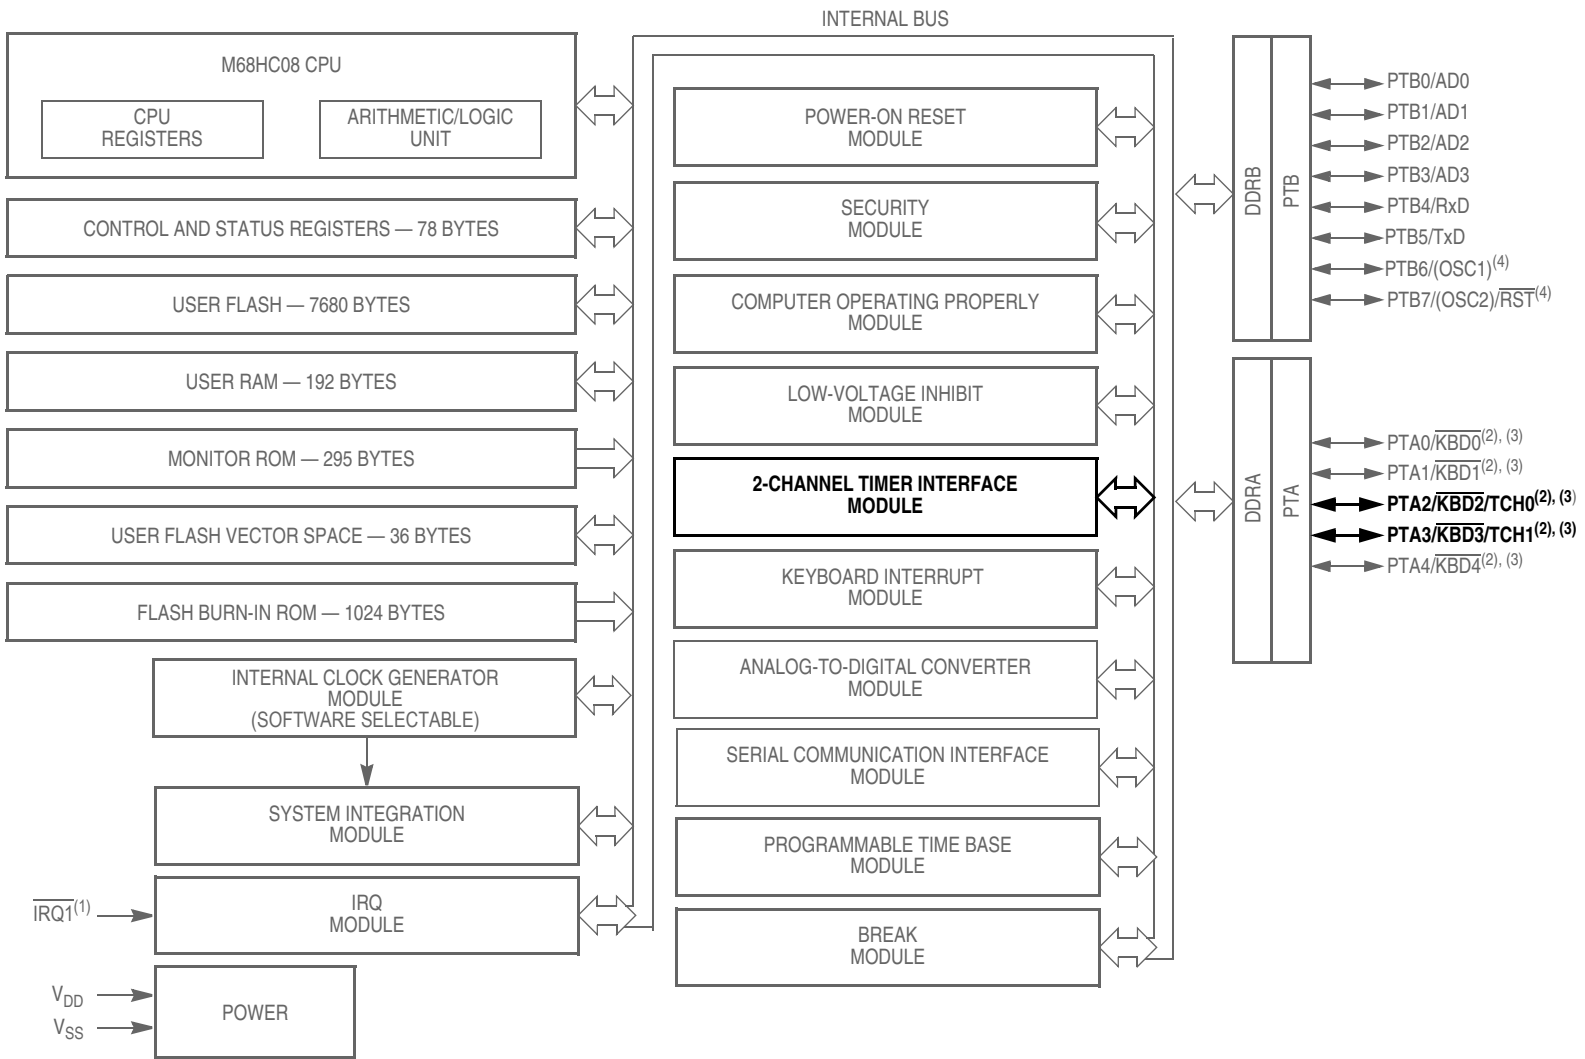 INTERNAL BUS
M68HC08 CPU
CPU
REGISTERS
ARITHMETIC/LOGIC
UNIT
CONTROL AND STATUS REGISTERS — 78 BYTES
USER FLASH — 7680 BYTES
USER RAM — 192 BYTES
MONITOR ROM — 295 BYTES
USER FLASH VECTOR SPACE — 36 BYTES
FLASH BURN-IN ROM — 1024 BYTES
INTERNAL CLOCK GENERATOR
MODULE
(SOFTWARE SELECTABLE)
SYSTEM INTEGRATION
MODULE
IRQ1(1)
IRQ
MODULE
VDD
VSS
POWER
POWER-ON RESET
MODULE
SECURITY
MODULE
COMPUTER OPERATING PROPERLY
MODULE
LOW-VOLTAGE INHIBIT
MODULE
2-CHANNEL TIMER INTERFACE
MODULE
KEYBOARD INTERRUPT
MODULE
ANALOG-TO-DIGITAL CONVERTER
MODULE
SERIAL COMMUNICATION INTERFACE
MODULE
PROGRAMMABLE TIME BASE
MODULE
BREAK
MODULE
DDRB
PTB
PTB0/AD0
PTB1/AD1
PTB2/AD2
PTB3/AD3
PTB4/RxD
PTB5/TxD
PTB6/(OSC1)(4)
PTB7/(OSC2)/RST(4)
DDRA
PTA
PTA0/KBD0(2), (3)
PTA1/KBD1(2), (3)
PTA2/KBD2/TCH0(2), (3)
PTA3/KBD3/TCH1(2), (3)
PTA4/KBD4(2), (3)